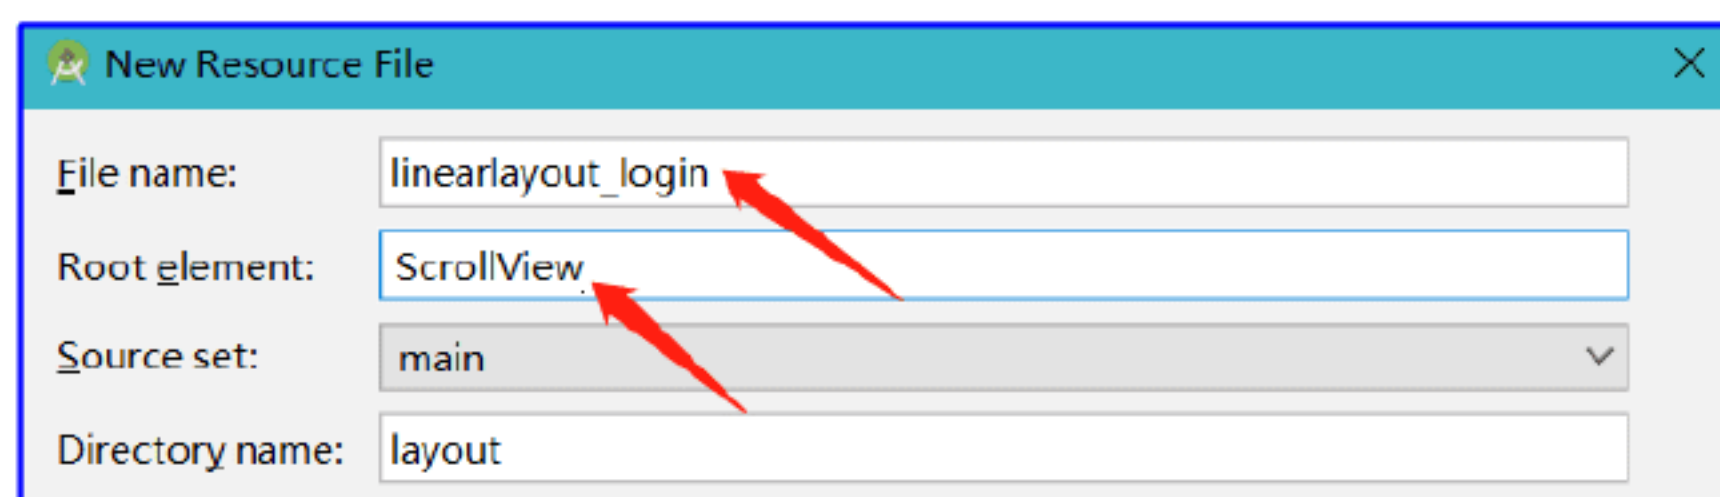 New Resource File
File name: linearlayout_login
Root element: ScrollView
Source set: main
Directory name: layout